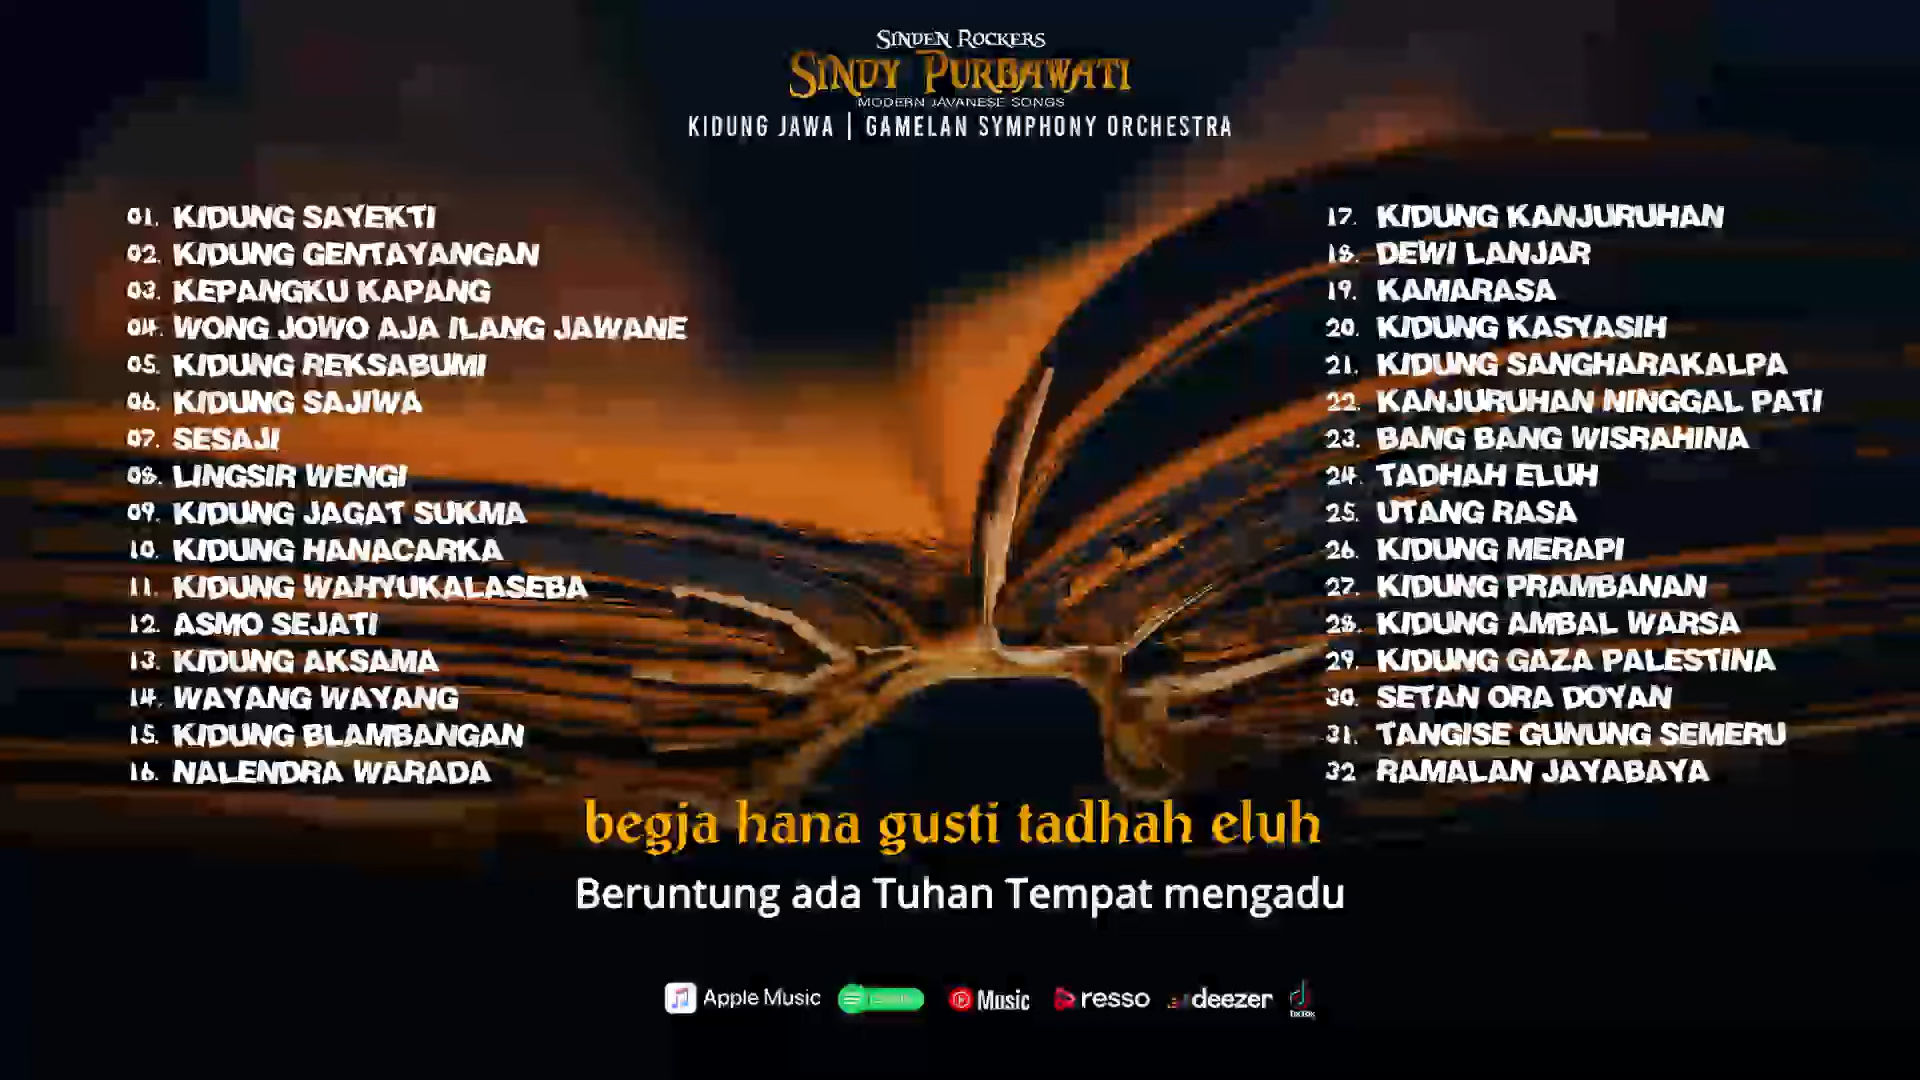 SINDEN ROCKERS
SINDY PURBAWATI
MODERN JAVANESE SONGS
KIDUNG JAWA | GAMELAN SYMPHONY ORCHESTRA
01. KIDUNG SAYEKTI
02. KIDUNG GENTAYANGAN
03. KEPANGKU KAPANG
04. WONG JOWO AJA ILANG JAWANE
05. KIDUNG REKSABUMI
06. KIDUNG SAJIWA
07. SESAJI
08. LINGSIR WENGI
09. KIDUNG JAGAT SUKMA
10. KIDUNG HANACARKA
11. KIDUNG WAHYUKALASEBA
12. ASMO SEJATI
13. KIDUNG AKSAMA
14. WAYANG WAYANG
15. KIDUNG BLAMBANGAN
16. NALENDRA WARADA
17. KIDUNG KANJURUHAN
18. DEWI LANJAR
19. KAMARASA
20. KIDUNG KASYASIH
21. KIDUNG SANGHARAKALPA
22. KANJURUHAN NINGGAL PATI
23. BANG BANG WISRAHINA
24. TADHAH ELUH
25. UTANG RASA
26. KIDUNG MERAPI
27. KIDUNG PRAMBANAN
28. KIDUNG AMBAL WARSA
29. KIDUNG GAZA PALESTINA
30. SETAN ORA DOYAN
31. TANGISE GUNUNG SEMERU
32 RAMALAN JAYABAYA
begja hana gusti tadhah eluh
Beruntung ada Tuhan Tempat mengadu
Apple Music
Music
resso
deezer
TikTok